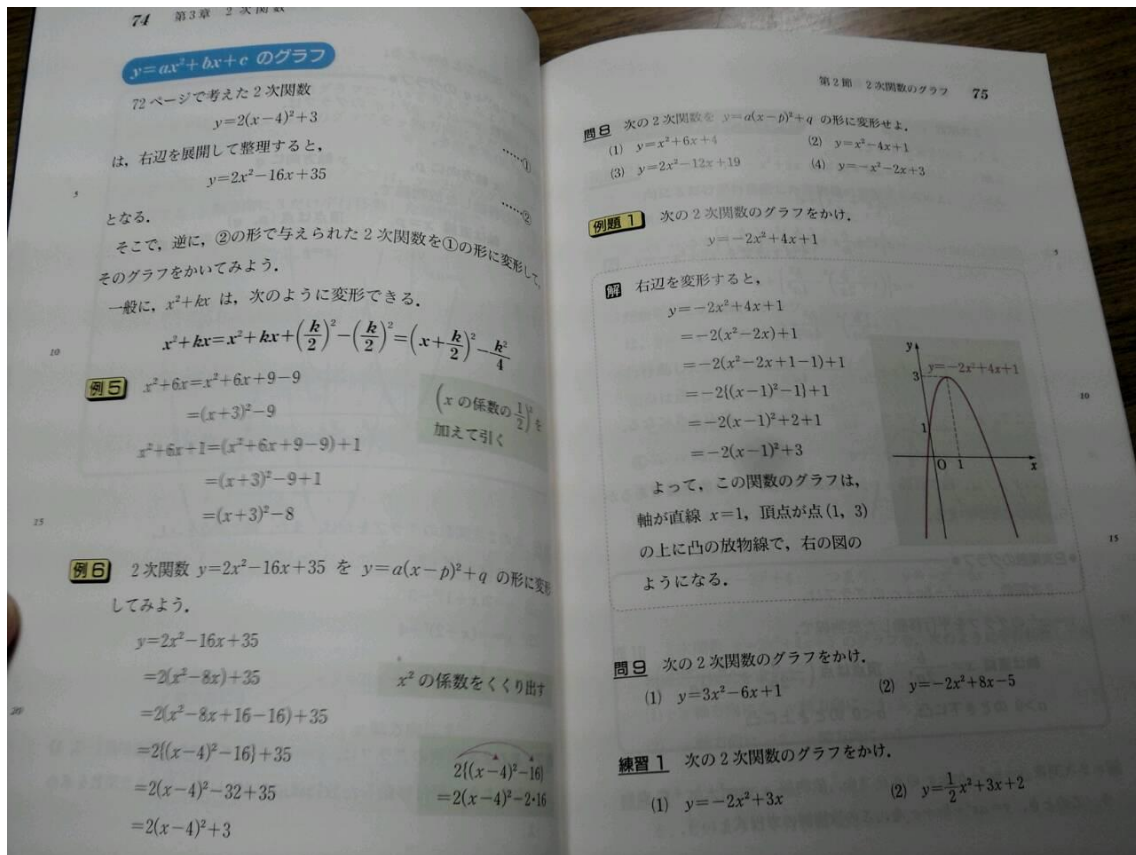 74 第3章 2次関数
y=ax²+bx+c のグラフ
72ページで考えた2次関数
y=2(x−4)²+3 ……①
は，右辺を展開して整理すると，
y=2x²−16x+35 ……②
5
となる．
そこで，逆に，②の形で与えられた2次関数を①の形に変形して，
そのグラフをかいてみよう．
一般に，x²+kx は，次のように変形できる．
x²+kx=x²+kx+(k/2)²−(k/2)²=(x+k/2)²−k²/4
10
例5 x²+6x=x²+6x+9−9
=(x+3)²−9
(xの係数の1/2)²を
加えて引く
x²+6x+1=(x²+6x+9−9)+1
=(x+3)²−9+1
=(x+3)²−8
15
例6 2次関数 y=2x²−16x+35 を y=a(x−p)²+q の形に変形
してみよう．
y=2x²−16x+35
=2(x²−8x)+35
x²の係数をくくり出す
20
=2(x²−8x+16−16)+35
=2{(x−4)²−16}+35
2{(x−4)²−16}
=2(x−4)²−2・16
=2(x−4)²−32+35
=2(x−4)²+3
第2節 2次関数のグラフ 75
問8 次の2次関数を y=a(x−p)²+q の形に変形せよ．
(1) y=x²+6x+4 (2) y=x²−4x+1
(3) y=2x²−12x+19 (4) y=−x²−2x+3
例題1 次の2次関数のグラフをかけ．
y=−2x²+4x+1
5
解 右辺を変形すると，
y=−2x²+4x+1
=−2(x²−2x)+1
=−2(x²−2x+1−1)+1
=−2{(x−1)²−1}+1
=−2(x−1)²+2+1
=−2(x−1)²+3
y
3
y=−2x²+4x+1
1
O 1 x
10
よって，この関数のグラフは，
軸が直線 x=1，頂点が点(1, 3)
の上に凸の放物線で，右の図の
ようになる．
15
問9 次の2次関数のグラフをかけ．
(1) y=3x²−6x+1 (2) y=−2x²+8x−5
練習1 次の2次関数のグラフをかけ．
(1) y=−2x²+3x (2) y=1/2x²+3x+2